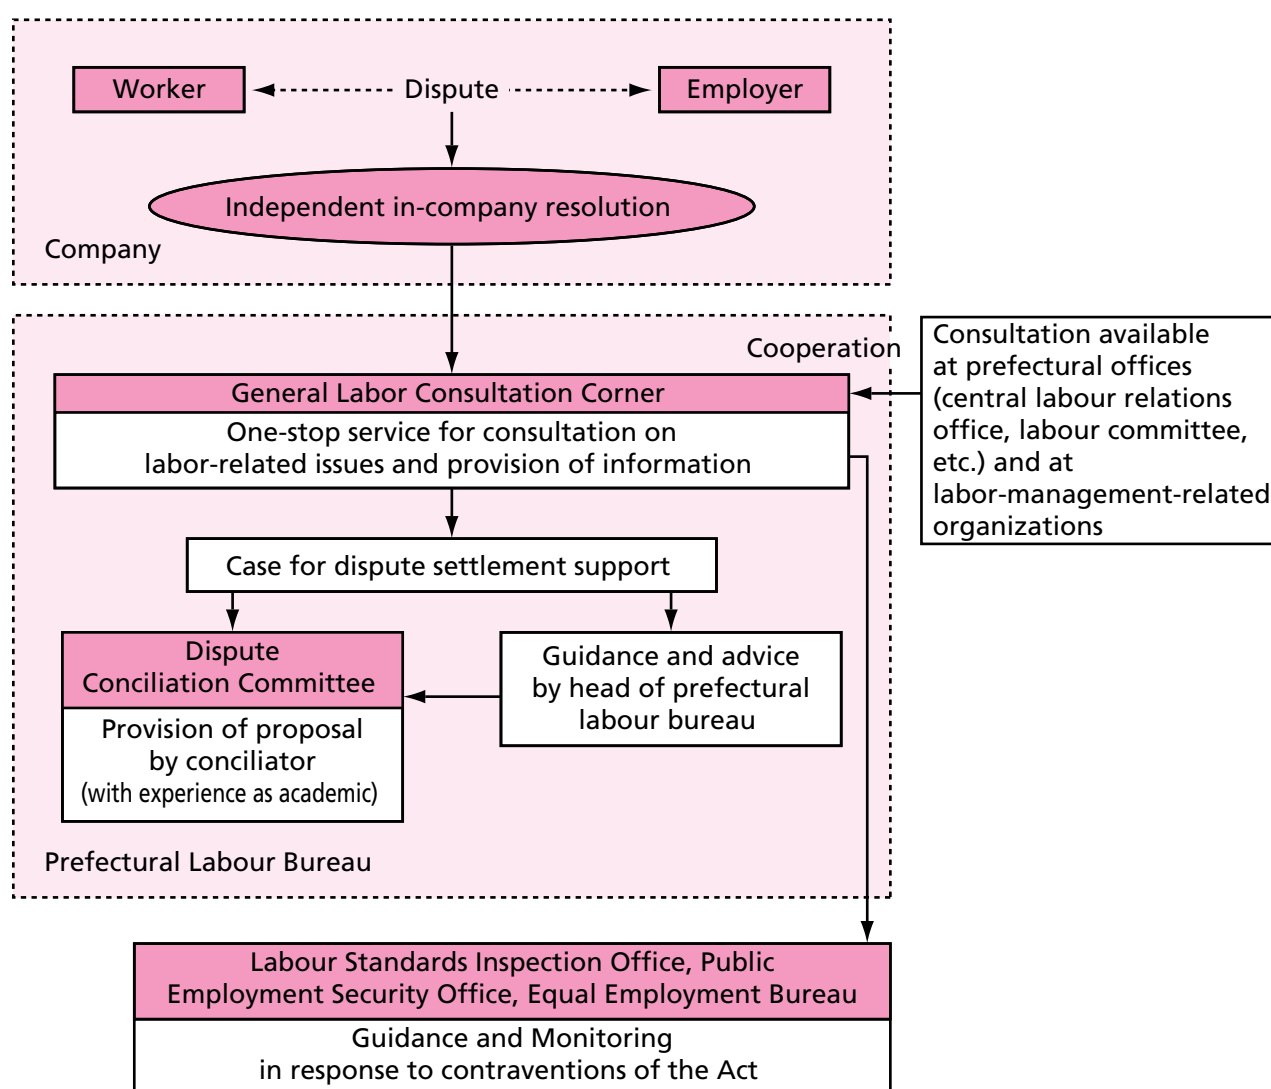 Worker
Dispute
Employer
Independent in-company resolution
Company
Cooperation
Consultation available
at prefectural offices
(central labour relations
office, labour committee,
etc.) and at
labor-management-related
organizations
General Labor Consultation Corner
One-stop service for consultation on
labor-related issues and provision of information
Case for dispute settlement support
Dispute
Conciliation Committee
Provision of proposal
by conciliator
(with experience as academic)
Guidance and advice
by head of prefectural
labour bureau
Prefectural Labour Bureau
Labour Standards Inspection Office, Public
Employment Security Office, Equal Employment Bureau
Guidance and Monitoring
in response to contraventions of the Act